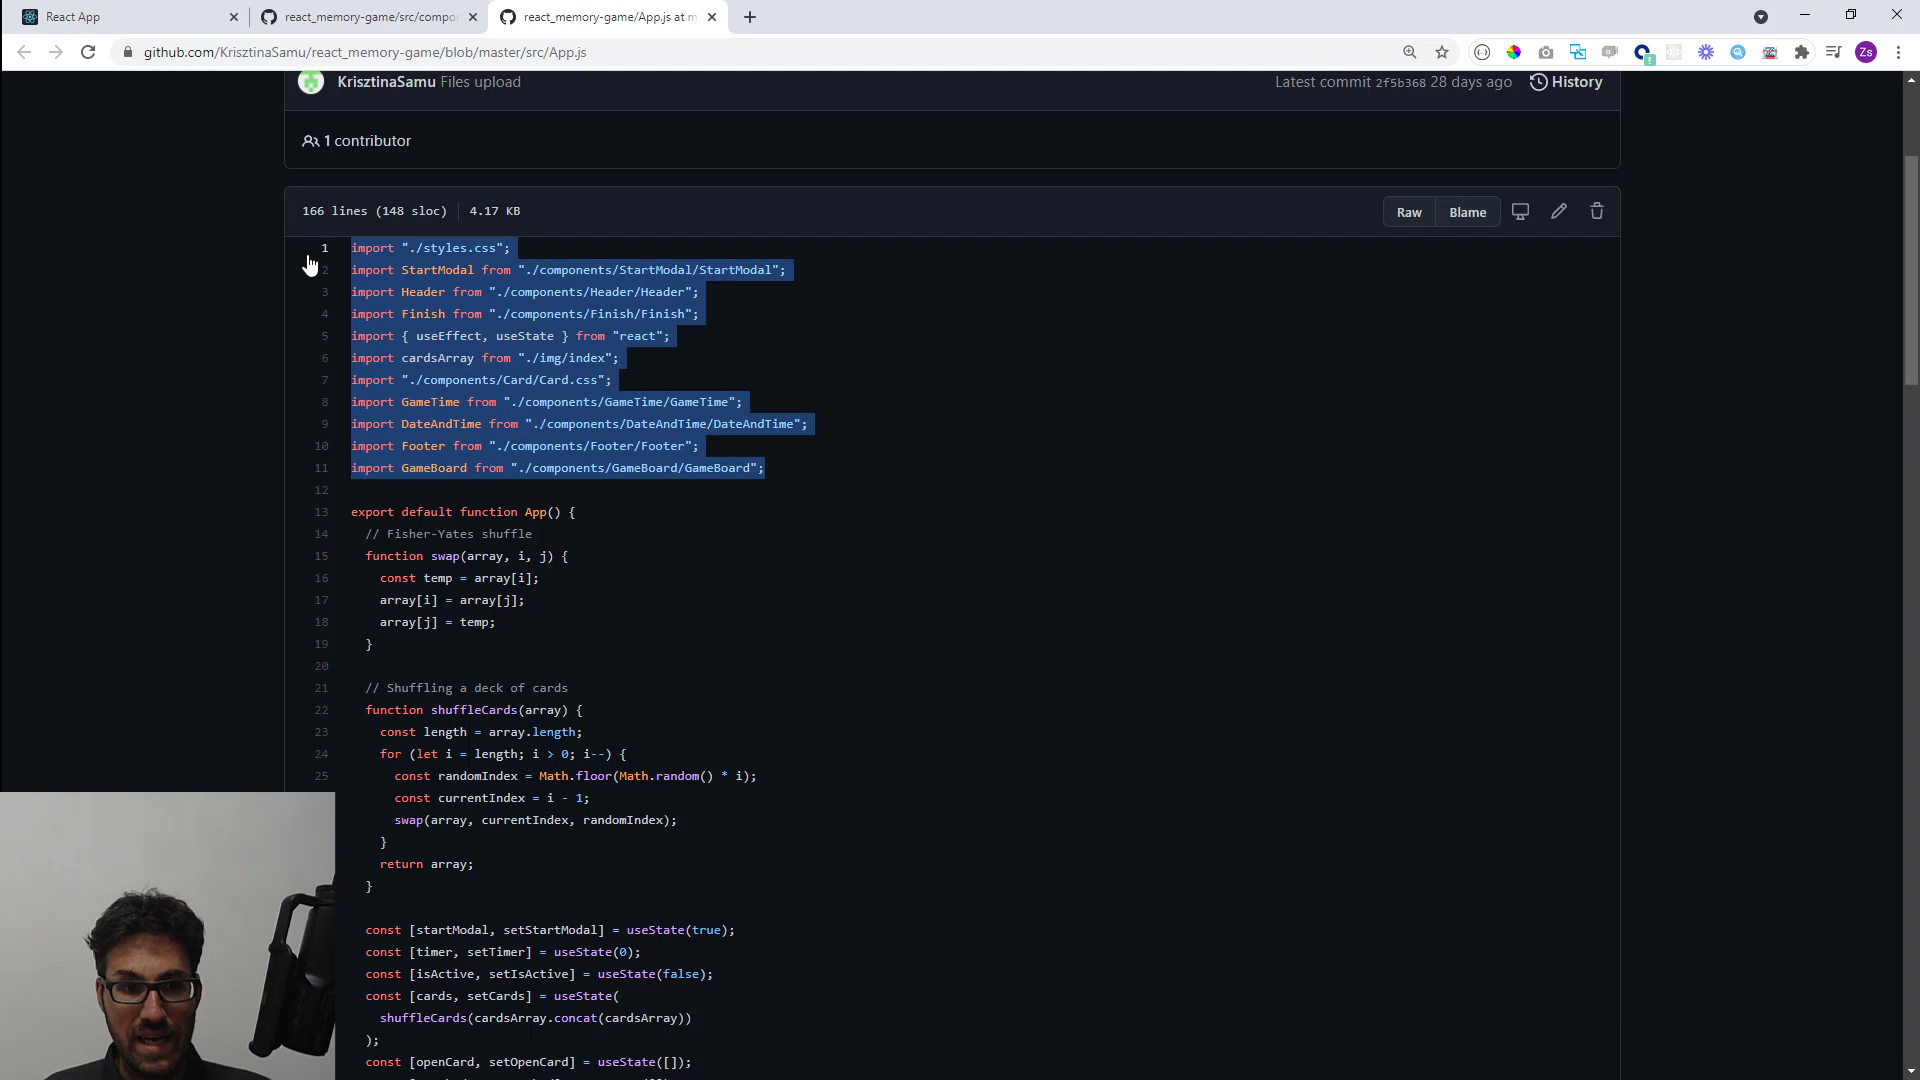 React App
react_memory-game/src/compo
react_memory-game/App.js at m
github.com/KrisztinaSamu/react_memory-game/blob/master/src/App.js
Zs
KrisztinaSamu Files upload
Latest commit 2f5b368 28 days ago
History
1 contributor
166 lines (148 sloc) 4.17 KB
Raw
Blame
1 import "./styles.css";
2 import StartModal from "./components/StartModal/StartModal";
3 import Header from "./components/Header/Header";
4 import Finish from "./components/Finish/Finish";
5 import { useEffect, useState } from "react";
6 import cardsArray from "./img/index";
7 import "./components/Card/Card.css";
8 import GameTime from "./components/GameTime/GameTime";
9 import DateAndTime from "./components/DateAndTime/DateAndTime";
10 import Footer from "./components/Footer/Footer";
11 import GameBoard from "./components/GameBoard/GameBoard";
12
13 export default function App() {
14 // Fisher-Yates shuffle
15 function swap(array, i, j) {
16 const temp = array[i];
17 array[i] = array[j];
18 array[j] = temp;
19 }
20
21 // Shuffling a deck of cards
22 function shuffleCards(array) {
23 const length = array.length;
24 for (let i = length; i > 0; i--) {
25 const randomIndex = Math.floor(Math.random() * i);
const currentIndex = i - 1;
swap(array, currentIndex, randomIndex);
}
return array;
}
const [startModal, setStartModal] = useState(true);
const [timer, setTimer] = useState(0);
const [isActive, setIsActive] = useState(false);
const [cards, setCards] = useState(
shuffleCards(cardsArray.concat(cardsArray))
);
const [openCard, setOpenCard] = useState([]);